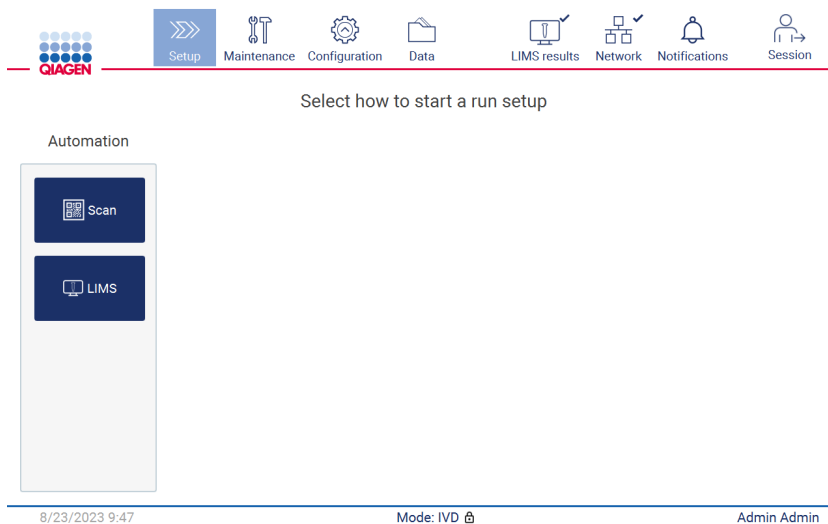 QIAGEN
Setup Maintenance Configuration Data LIMS results Network Notifications Session
Select how to start a run setup
Automation
Scan
LIMS
8/23/2023 9:47 Mode: IVD Admin Admin